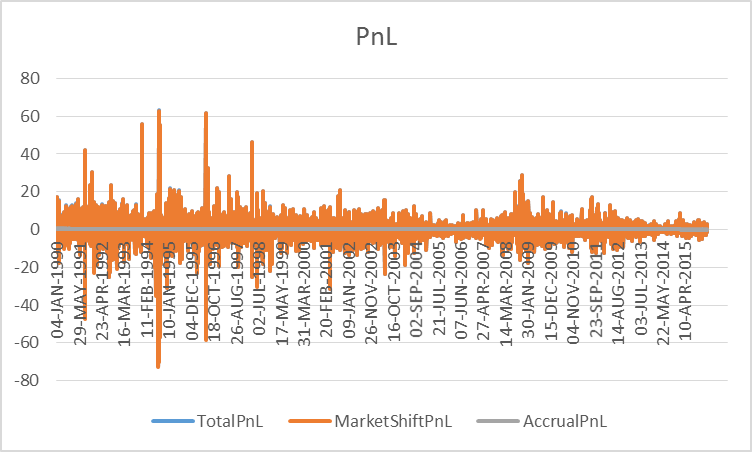 PnL
80
60
40
20
0
-20
-40
-60
-80
04-JAN-1990
29-MAY-1991
23-APR-1992
16-MAR-1993
11-FEB-1994
10-JAN-1995
04-DEC-1995
18-OCT-1996
26-AUG-1997
02-JUL-1998
17-MAY-1999
31-MAR-2000
20-FEB-2001
09-JAN-2002
26-NOV-2002
16-OCT-2003
02-SEP-2004
21-JUL-2005
07-JUN-2006
27-APR-2007
14-MAR-2008
30-JAN-2009
15-DEC-2009
04-NOV-2010
23-SEP-2011
14-AUG-2012
03-JUL-2013
22-MAY-2014
10-APR-2015
TotalPnL MarketShiftPnL AccrualPnL